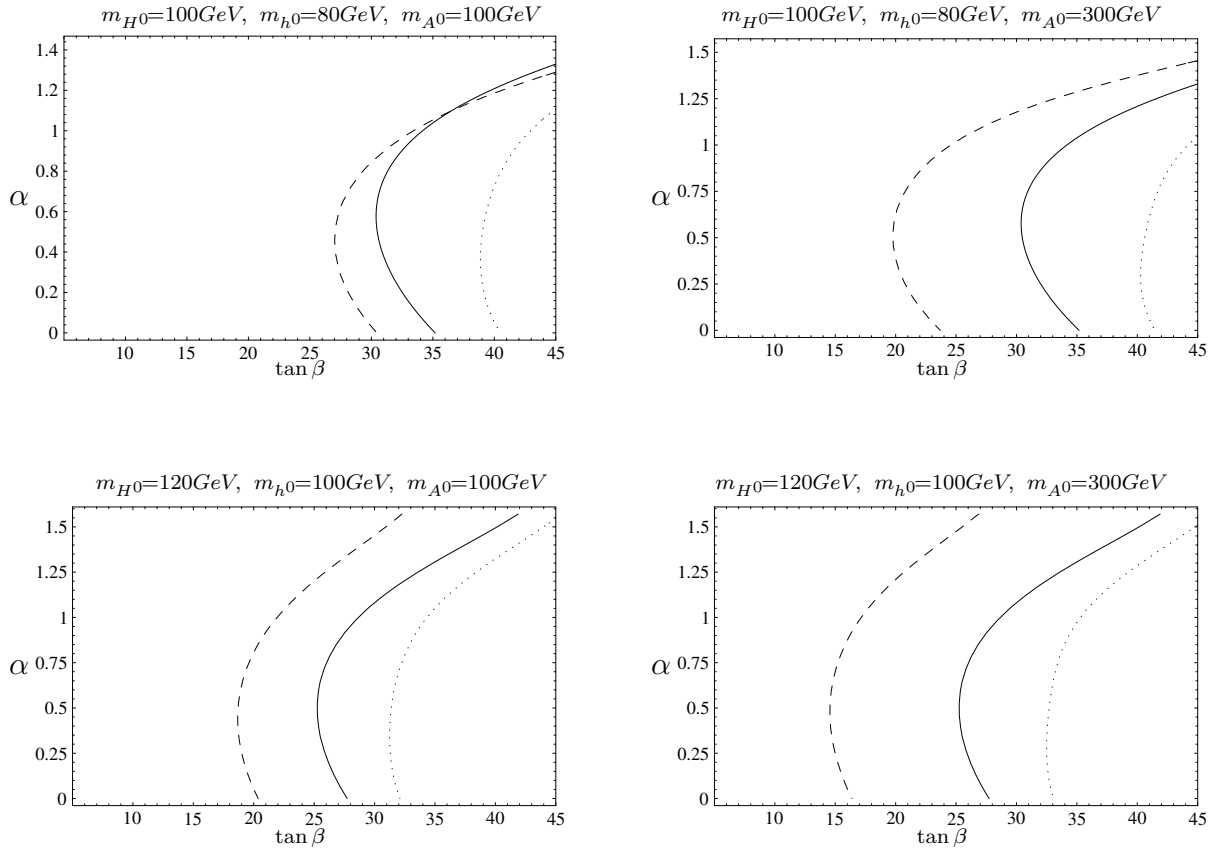 m_{H^0}=100GeV, m_{h^0}=80GeV, m_{A^0}=100GeV
1.4
1.2
1
0.8
α
0.6
0.4
0.2
0
10 15 20 25 30 35 40 45
tan β
m_{H^0}=100GeV, m_{h^0}=80GeV, m_{A^0}=300GeV
1.5
1.25
1
0.75
α
0.5
0.25
0
10 15 20 25 30 35 40 45
tan β
m_{H^0}=120GeV, m_{h^0}=100GeV, m_{A^0}=100GeV
1.5
1.25
1
0.75
α
0.5
0.25
0
10 15 20 25 30 35 40 45
tan β
m_{H^0}=120GeV, m_{h^0}=100GeV, m_{A^0}=300GeV
1.5
1.25
1
0.75
α
0.5
0.25
0
10 15 20 25 30 35 40 45
tan β